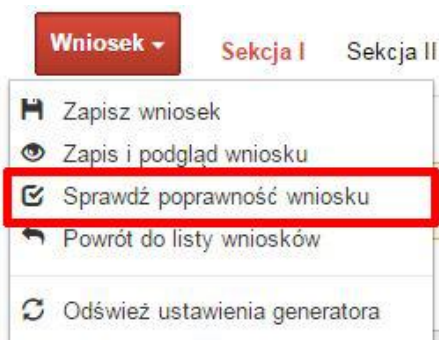 Wniosek Sekcja I Sekcja II
Zapisz wniosek
Zapis i podgląd wniosku
Sprawdź poprawność wniosku
Powrót do listy wniosków
Odśwież ustawienia generatora